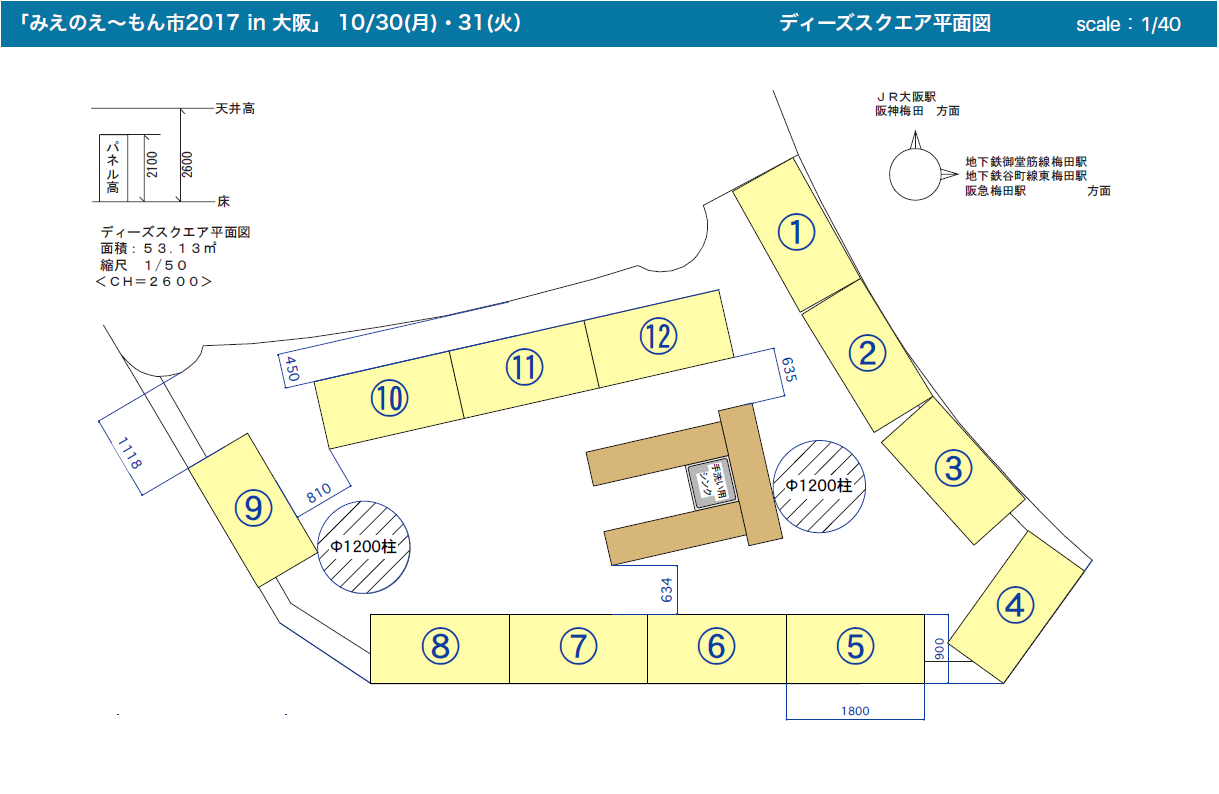 「みえのえ～もん市2017 in 大阪」 10/30(月)・31(火) ディーズスクエア平面図 scale：1/40
天井高
パネル高
2100
2600
床
ディーズスクエア平面図
面積：５３.１３㎡
縮尺　１/５０
＜ＣＨ＝２６００＞
ＪＲ大阪駅
阪神梅田　方面
地下鉄御堂筋線梅田駅
地下鉄谷町線東梅田駅
阪急梅田駅　　　　　方面
①
②
③
④
⑤
⑥
⑦
⑧
⑨
⑩
⑪
⑫
450
635
1118
810
Φ1200柱
Φ1200柱
手洗い用
シンク
634
900
1800